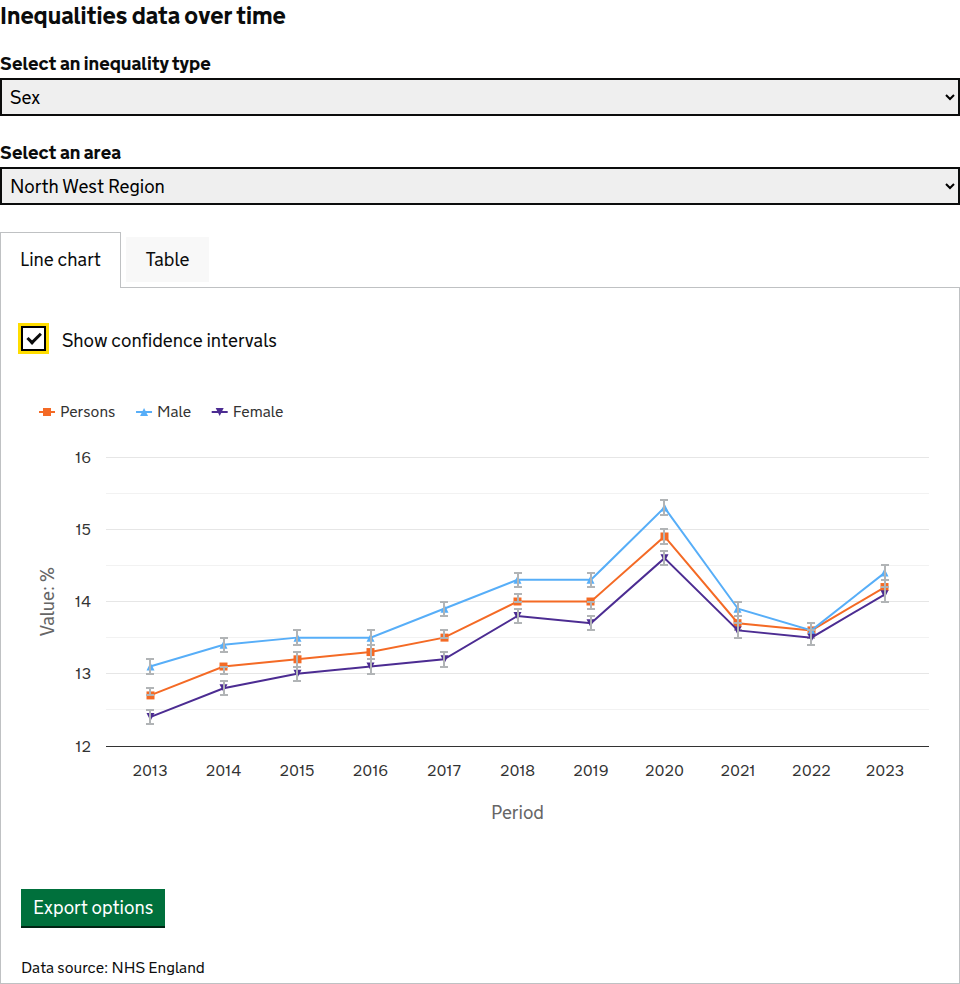 Inequalities data over time
Select an inequality type
Sex
Select an area
North West Region
Line chart Table
Show confidence intervals
Persons Male Female
16
15
14
13
12
Value: %
2013 2014 2015 2016 2017 2018 2019 2020 2021 2022 2023
Period
Export options
Data source: NHS England